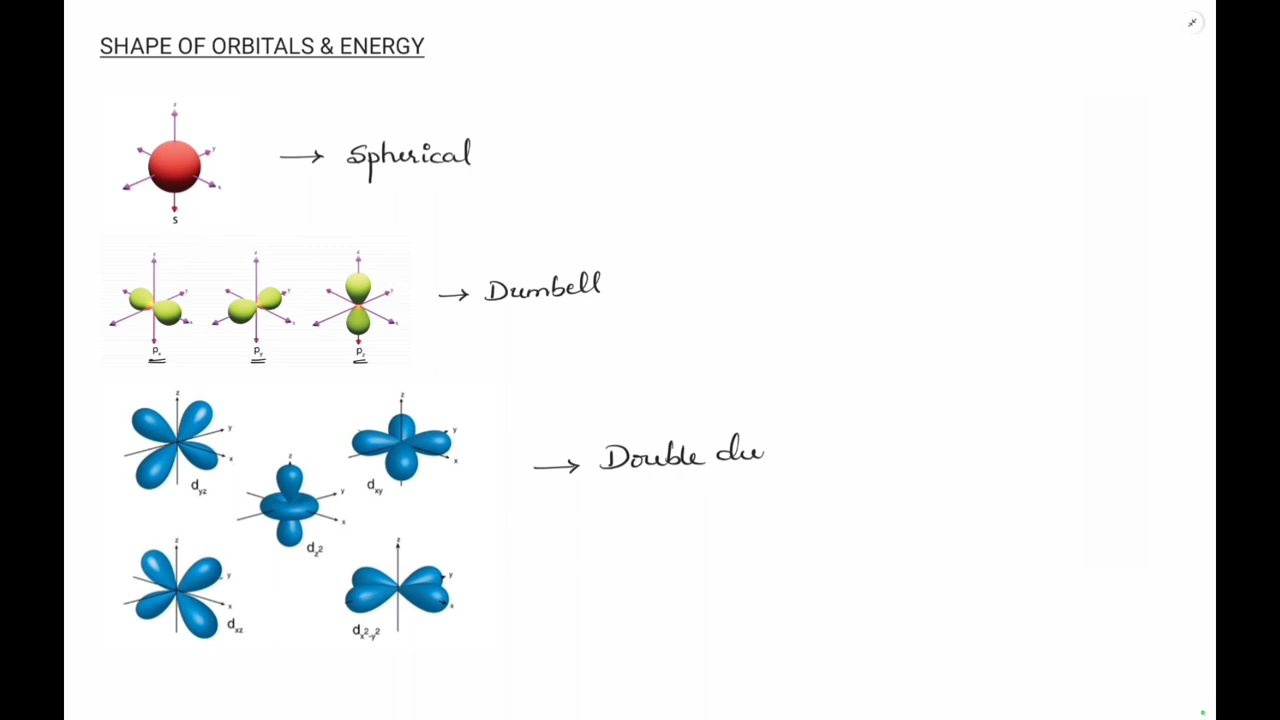 SHAPE OF ORBITALS & ENERGY
z
y
x
s
→ Spherical
z z z
y y y
x x x
Px Py Pz
→ Dumbell
z z
y y
x x
dyz dxy
z
y
x
dz2
→ Double du
z z
y y
x x
dxz dx2-y2